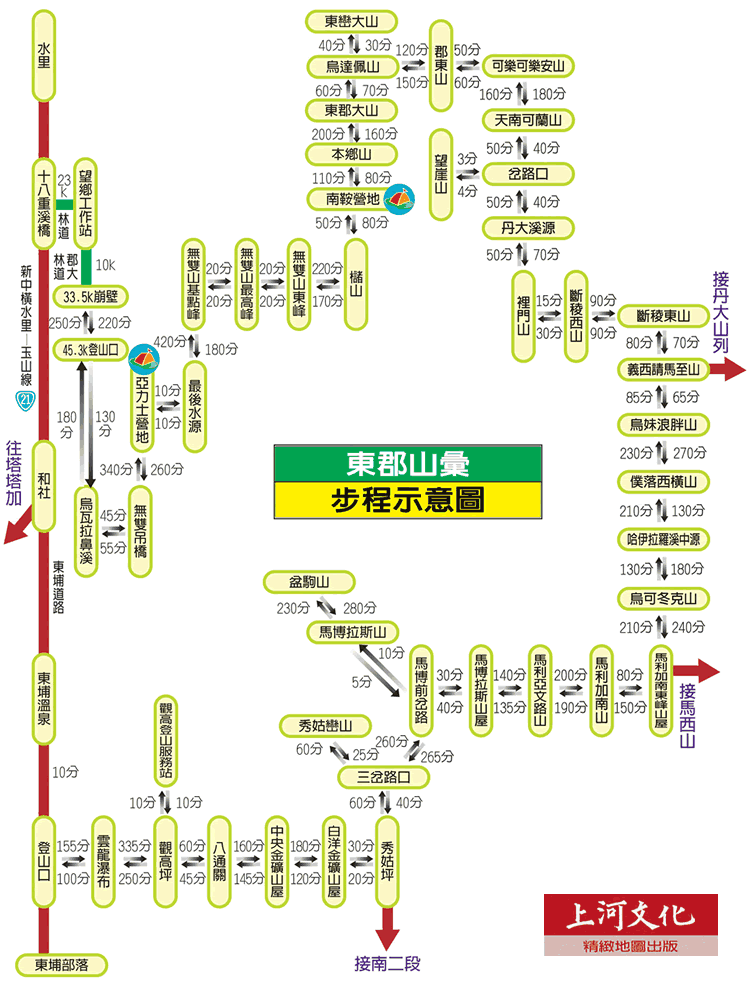 水里
十八重溪橋
23k
林道
望鄉工作站
郡大林道
10k
33.5k崩壁
250分 220分
45.3k登山口
新中橫水里─玉山線
21
180分
130分
往塔塔加
和社
東埔道路
烏瓦拉鼻溪
45分
55分
無雙吊橋
340分 260分
亞力士營地
10分
10分
最後水源
420分 180分
無雙山基點峰
20分
20分
無雙山最高峰
20分
20分
無雙山東峰
220分
170分
櫧山
50分 80分
南鞍營地
110分 80分
本鄉山
200分 160分
東郡大山
60分 70分
烏達佩山
40分 30分
東巒大山
120分
150分
郡東山
50分
60分
可樂可樂安山
160分 180分
天南可蘭山
50分 40分
岔路口
3分
4分
望崖山
50分 40分
丹大溪源
50分 70分
裡門山
15分
30分
斷稜西山
90分
90分
斷稜東山
80分 70分
義西請馬至山
接丹大山列
85分 65分
烏妹浪胖山
230分 270分
僕落西橫山
210分 130分
哈伊拉羅溪中源
130分 180分
烏可冬克山
210分 240分
馬利加南東峰山屋
接馬西山
80分
150分
馬利加南山
200分
190分
馬利亞文路山
140分
135分
馬博拉斯山屋
30分
40分
馬博前岔路
10分
5分
馬博拉斯山
230分 280分
盆駒山
260分
265分
秀姑巒山
60分 25分
三岔路口
60分 40分
秀姑坪
接南二段
30分
20分
白洋金礦山屋
180分
120分
中央金礦山屋
160分
145分
八通關
60分
45分
觀高坪
10分 10分
觀高登山服務站
335分
250分
雲龍瀑布
155分
100分
登山口
10分
東埔溫泉
東埔部落
東郡山彙
步程示意圖
上河文化
精緻地圖出版